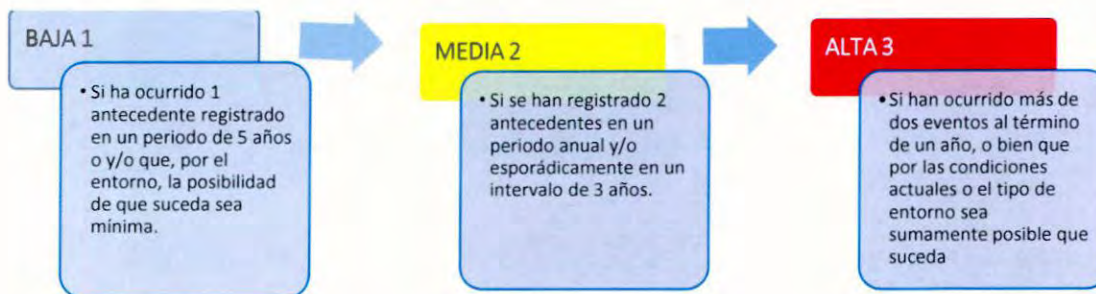 BAJA 1
• Si ha ocurrido 1
antecedente registrado
en un periodo de 5 años
o y/o que, por el
entorno, la posibilidad
de que suceda sea
mínima.
MEDIA 2
• Si se han registrado 2
antecedentes en un
periodo anual y/o
esporádicamente en un
intervalo de 3 años.
ALTA 3
• Si han ocurrido más de
dos eventos al término
de un año, o bien que
por las condiciones
actuales o el tipo de
entorno sea
sumamente posible que
suceda